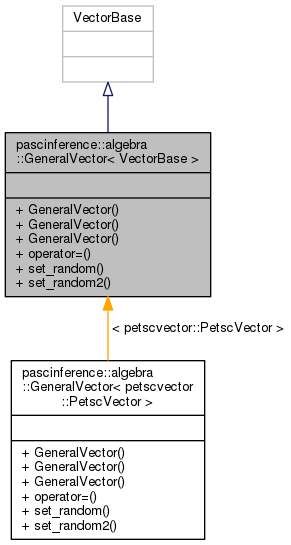 VectorBase
pascinference::algebra
::GeneralVector< VectorBase >
+ GeneralVector()
+ GeneralVector()
+ GeneralVector()
+ operator=()
+ set_random()
+ set_random2()
< petscvector::PetscVector >
pascinference::algebra
::GeneralVector< petscvector
::PetscVector >
+ GeneralVector()
+ GeneralVector()
+ GeneralVector()
+ operator=()
+ set_random()
+ set_random2()